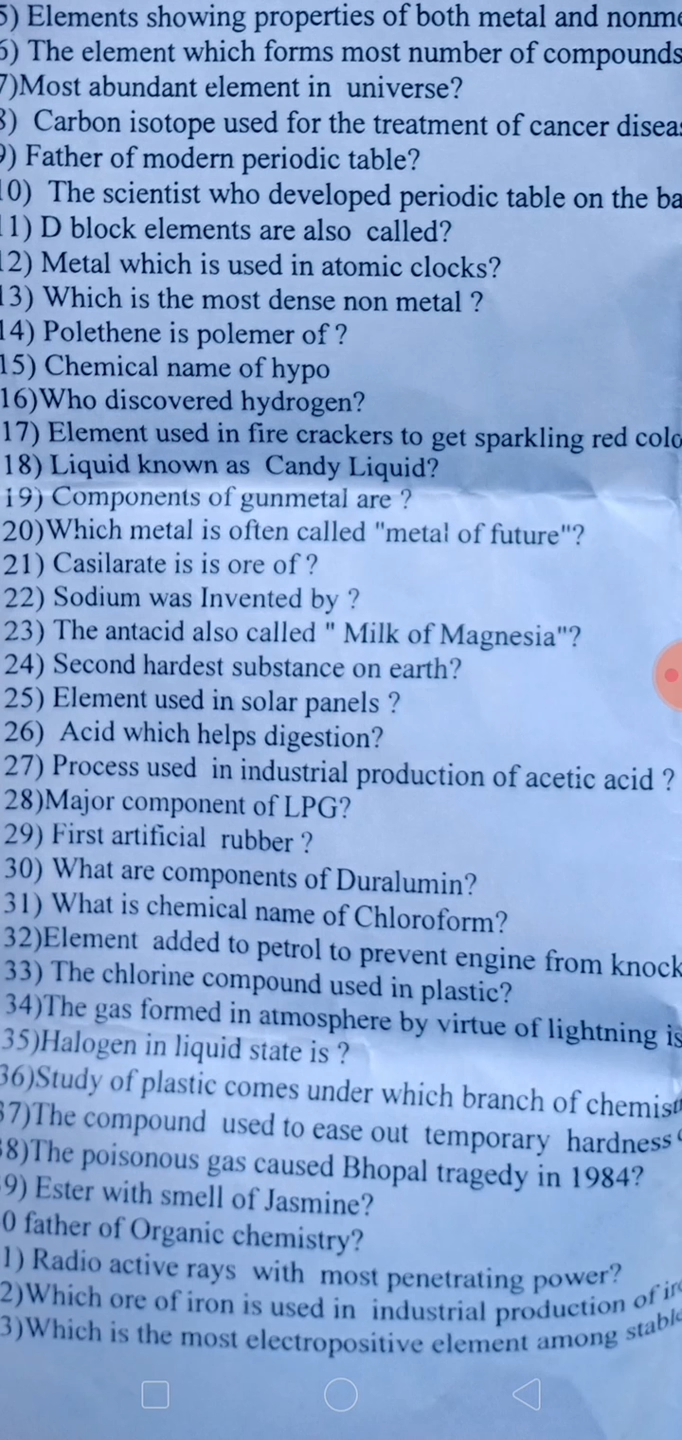 5) Elements showing properties of both metal and nonme
6) The element which forms most number of compounds
7)Most abundant element in universe?
8) Carbon isotope used for the treatment of cancer diseas
9) Father of modern periodic table?
10) The scientist who developed periodic table on the ba
11) D block elements are also called?
12) Metal which is used in atomic clocks?
13) Which is the most dense non metal ?
14) Polethene is polemer of ?
15) Chemical name of hypo
16)Who discovered hydrogen?
17) Element used in fire crackers to get sparkling red colo
18) Liquid known as Candy Liquid?
19) Components of gunmetal are ?
20)Which metal is often called "metal of future"?
21) Casilarate is is ore of ?
22) Sodium was Invented by ?
23) The antacid also called " Milk of Magnesia"?
24) Second hardest substance on earth?
25) Element used in solar panels ?
26) Acid which helps digestion?
27) Process used in industrial production of acetic acid ?
28)Major component of LPG?
29) First artificial rubber ?
30) What are components of Duralumin?
31) What is chemical name of Chloroform?
32)Element added to petrol to prevent engine from knock
33) The chlorine compound used in plastic?
34)The gas formed in atmosphere by virtue of lightning is
35)Halogen in liquid state is ?
36)Study of plastic comes under which branch of chemist
37)The compound used to ease out temporary hardness
38)The poisonous gas caused Bhopal tragedy in 1984?
9) Ester with smell of Jasmine?
0 father of Organic chemistry?
1) Radio active rays with most penetrating power?
2)Which ore of iron is used in industrial production of iro
3)Which is the most electropositive element among stable